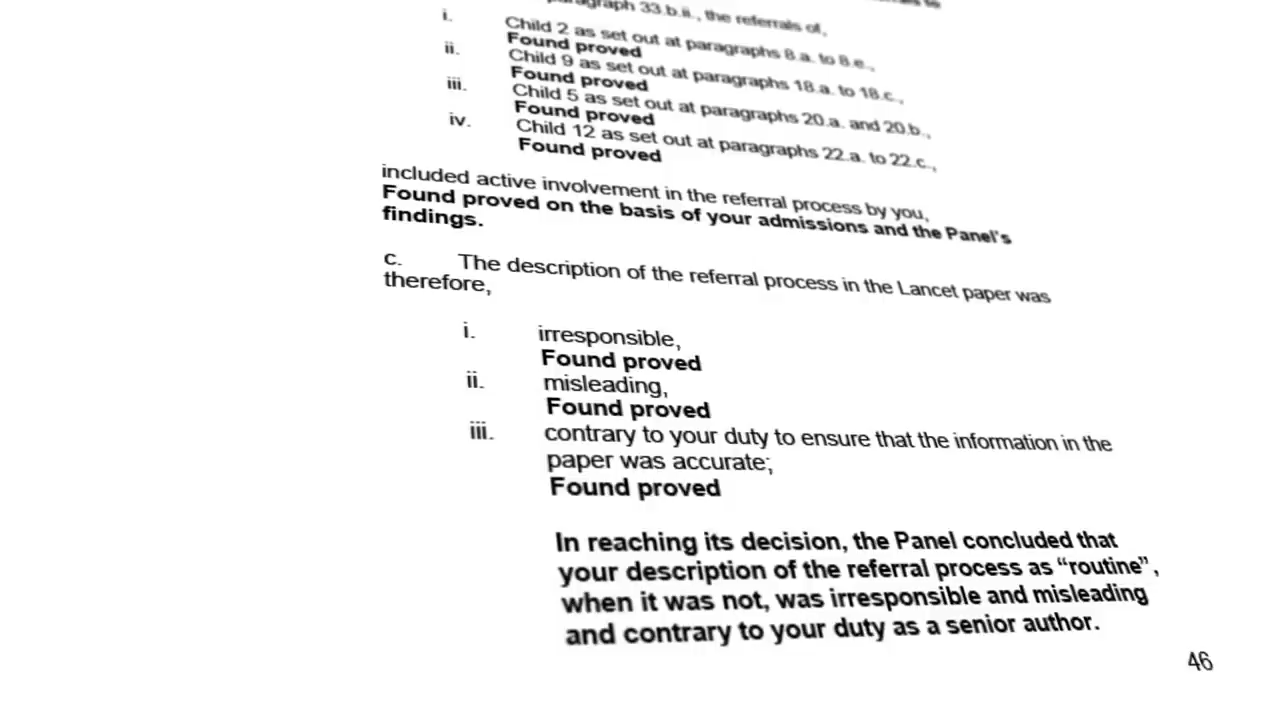 paragraph 33.b.ii., the referrals of,
i. Child 2 as set out at paragraphs 8.a. to 8.e.,
Found proved
ii. Child 9 as set out at paragraphs 18.a. to 18.c.,
Found proved
iii. Child 5 as set out at paragraphs 20.a. and 20.b.,
Found proved
iv. Child 12 as set out at paragraphs 22.a. to 22.c.,
Found proved
included active involvement in the referral process by you,
Found proved on the basis of your admissions and the Panel's
findings.
c. The description of the referral process in the Lancet paper was
therefore,
i. irresponsible,
Found proved
ii. misleading,
Found proved
iii. contrary to your duty to ensure that the information in the
paper was accurate;
Found proved
In reaching its decision, the Panel concluded that
your description of the referral process as “routine”,
when it was not, was irresponsible and misleading
and contrary to your duty as a senior author.
46